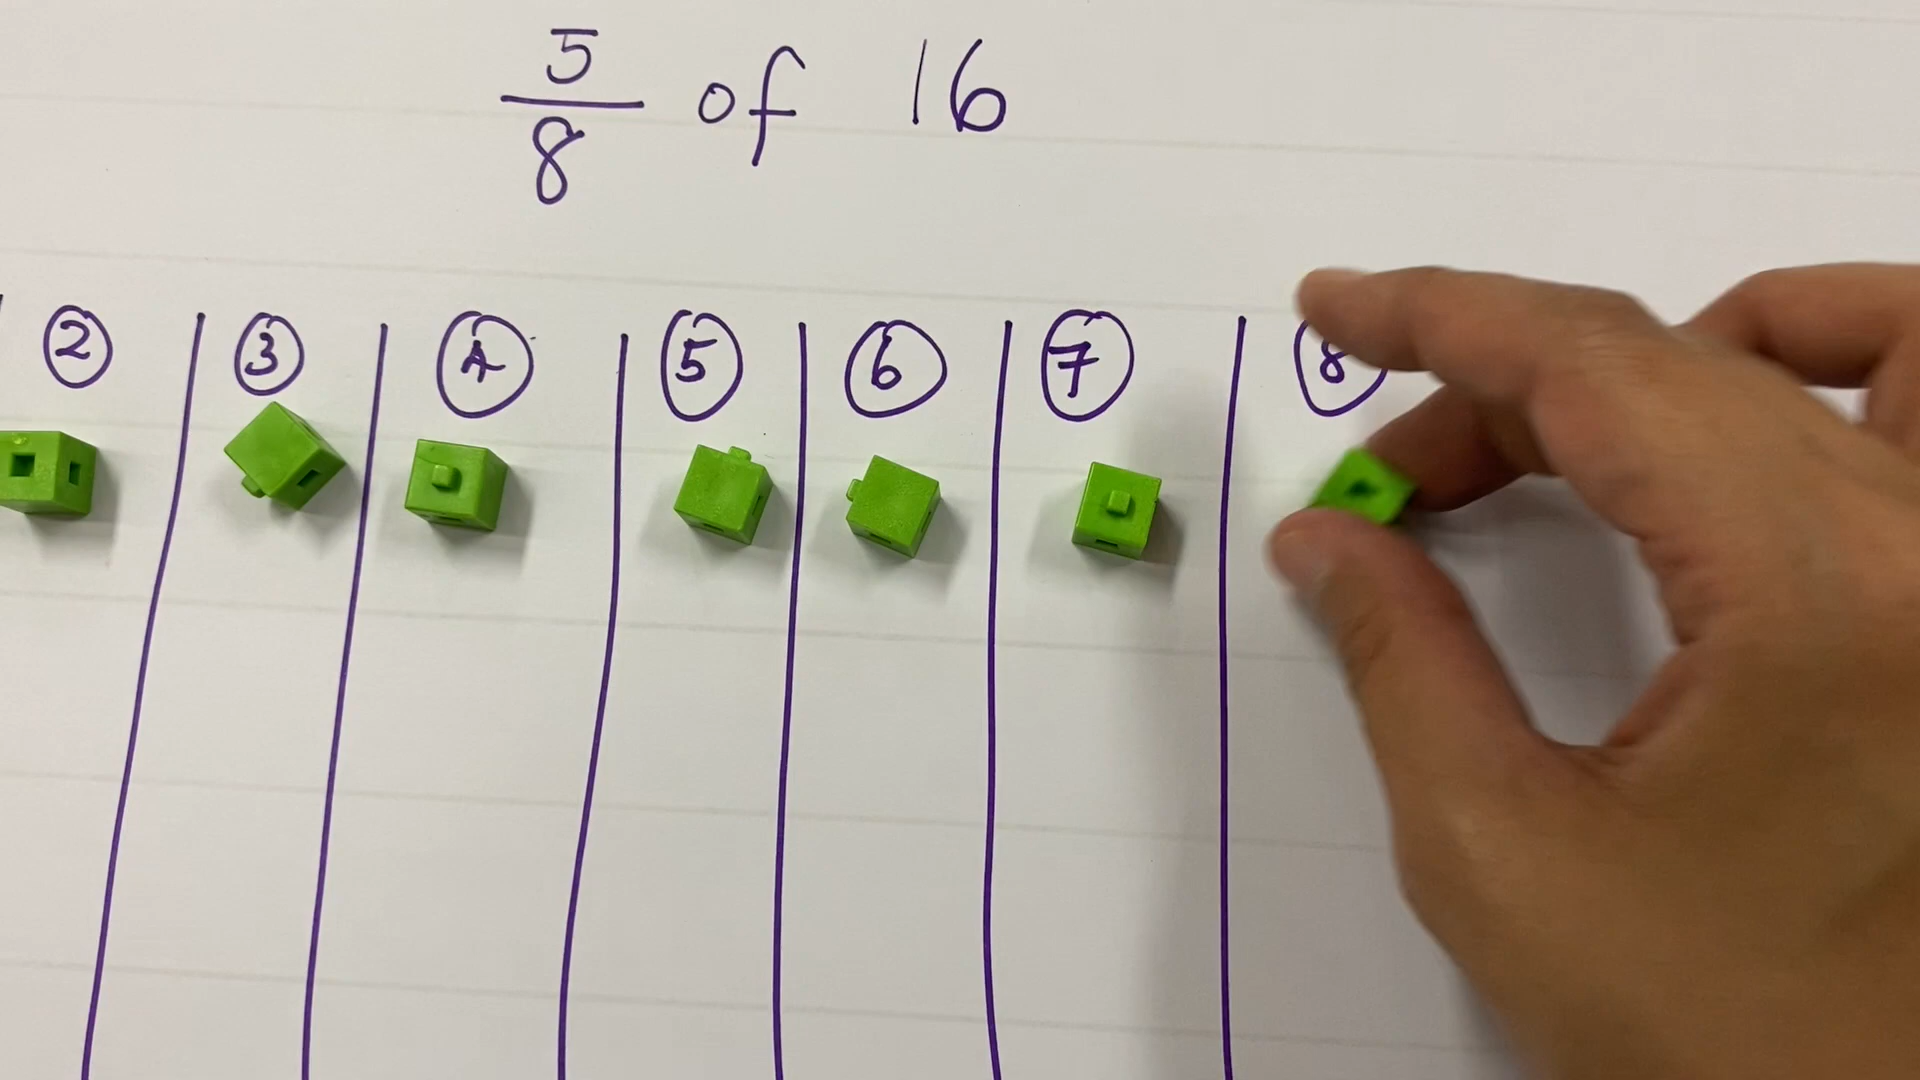 5/8 of 16
② ③ ④ ⑤ ⑥ ⑦ ⑧